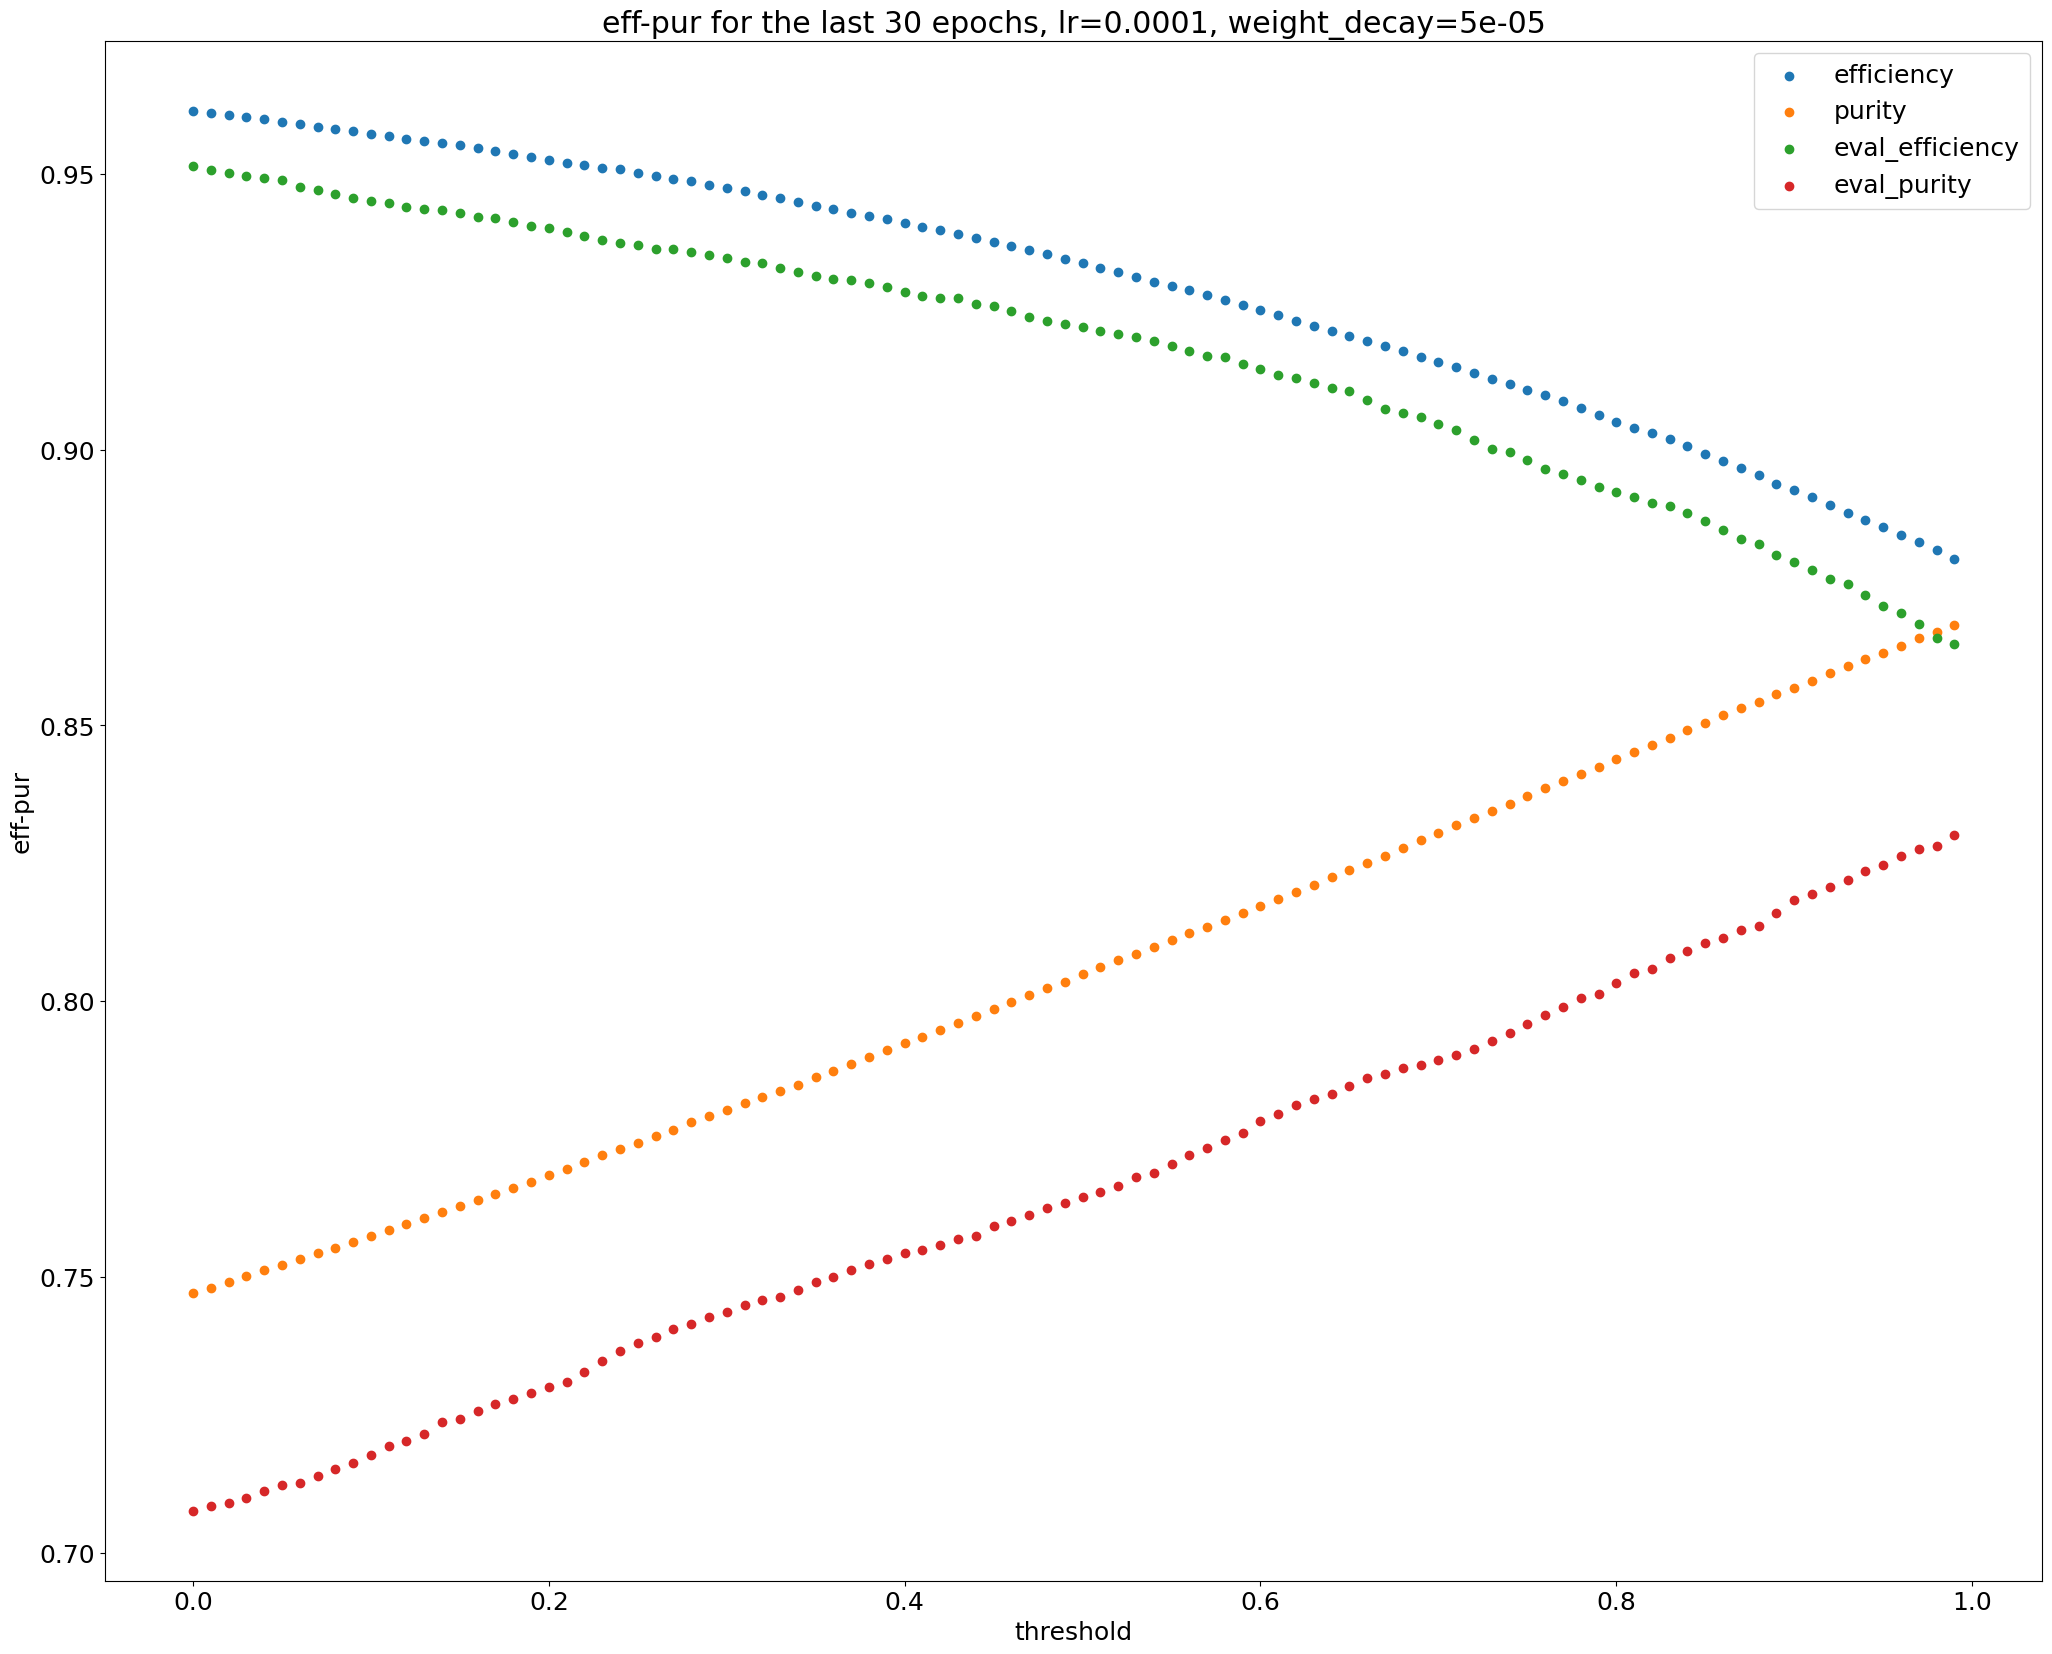 eff-pur for the last 30 epochs, lr=0.0001, weight_decay=5e-05
efficiency
purity
eval_efficiency
eval_purity
0.95
0.90
0.85
0.80
0.75
0.70
eff-pur
0.0 0.2 0.4 0.6 0.8 1.0
threshold